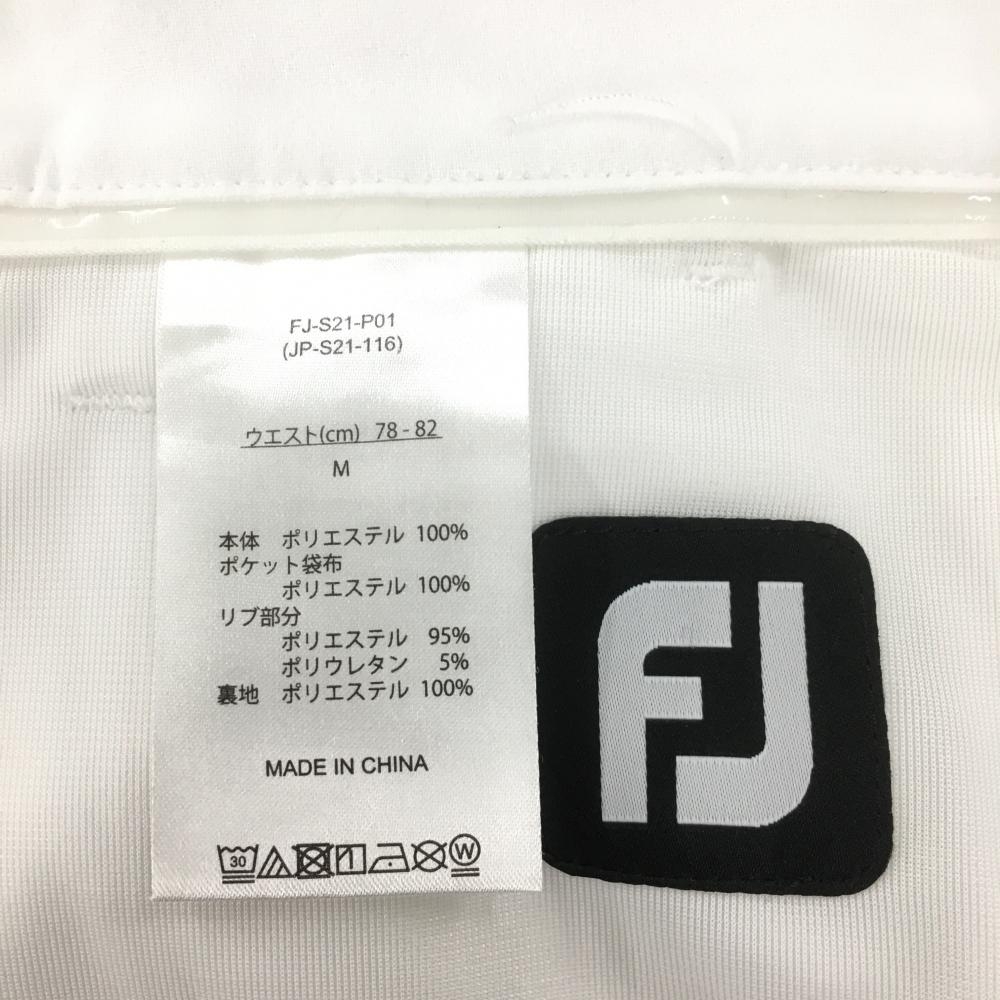 FJ-S21-P01
(JP-S21-116)
ウエスト(cm) 78 - 82
M
本体 ポリエステル 100%
ポケット袋布
ポリエステル 100%
リブ部分
ポリエステル 95%
ポリウレタン 5%
裏地 ポリエステル 100%
MADE IN CHINA
30
W
FJ